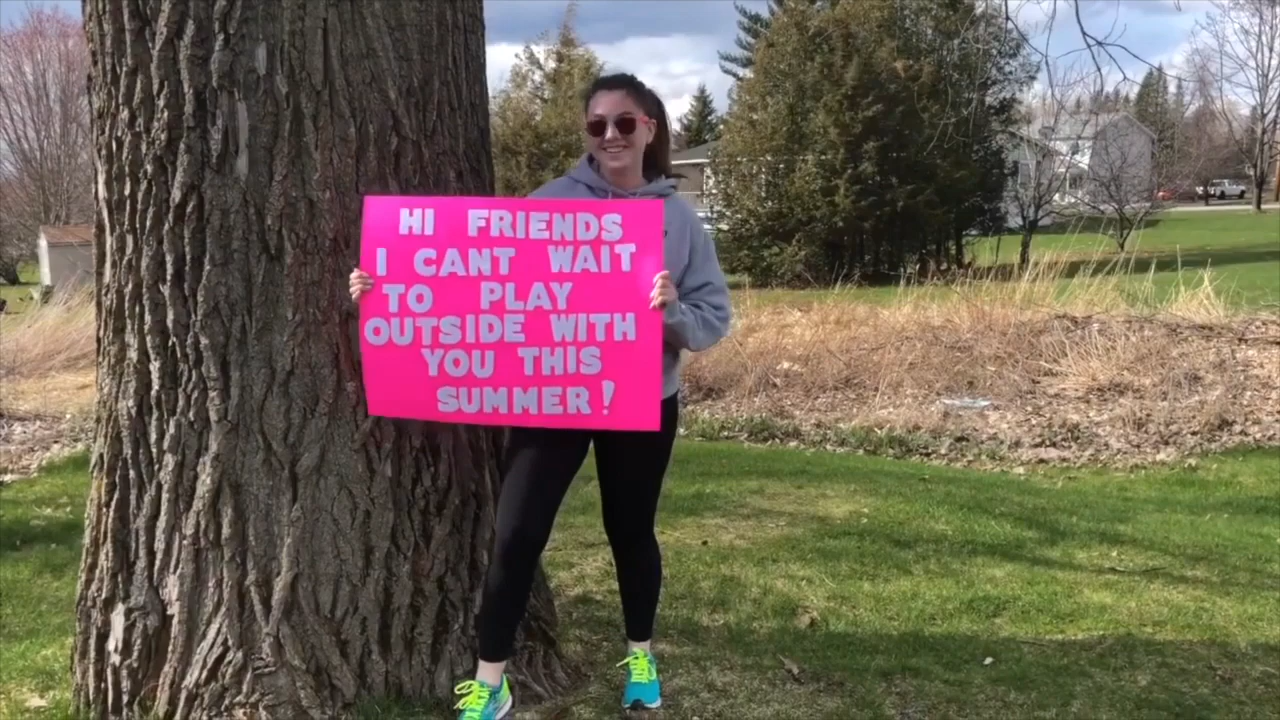 HI FRIENDS
I CANT WAIT
TO PLAY
OUTSIDE WITH
YOU THIS
SUMMER!